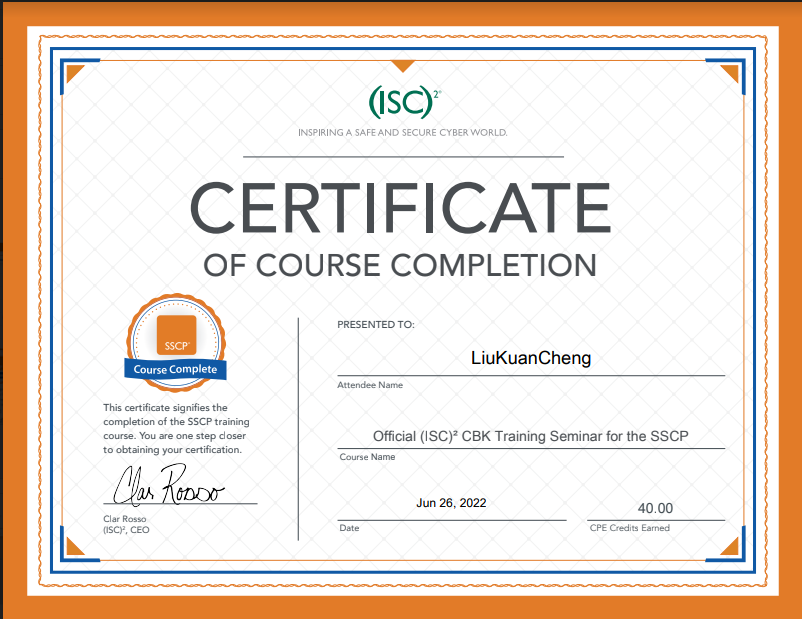 (ISC)²®
INSPIRING A SAFE AND SECURE CYBER WORLD.
CERTIFICATE
OF COURSE COMPLETION
SSCP®
Course Complete
This certificate signifies the
completion of the SSCP training
course. You are one step closer
to obtaining your certification.
Clar Rosso
Clar Rosso
(ISC)², CEO
PRESENTED TO:
LiuKuanCheng
Attendee Name
Official (ISC)² CBK Training Seminar for the SSCP
Course Name
Jun 26, 2022
Date
40.00
CPE Credits Earned